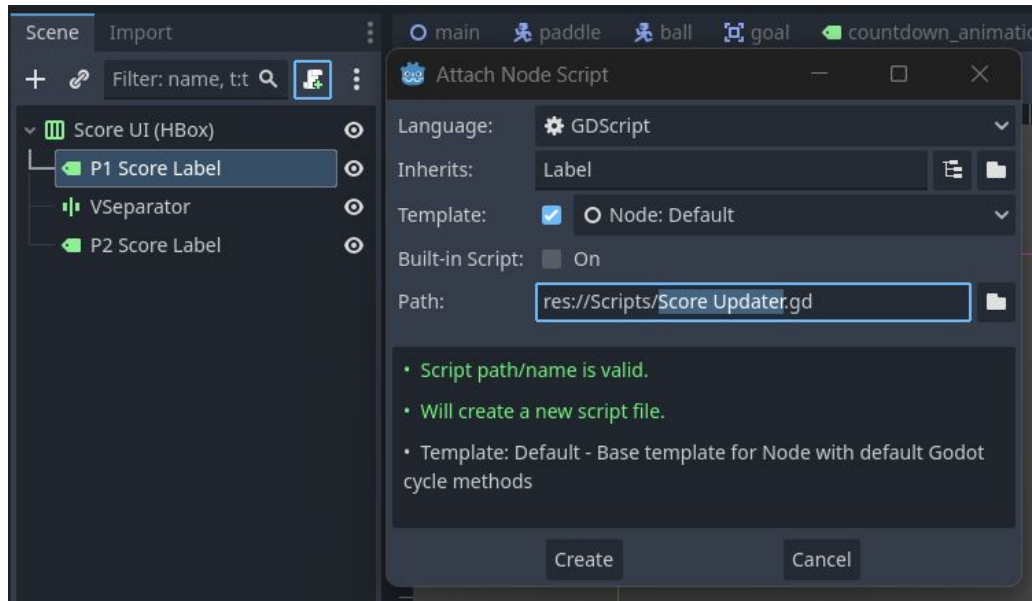 Scene Import
main paddle ball goal countdown_animatio
Filter: name, t:t
Attach Node Script
Score UI (HBox)
P1 Score Label
VSeparator
P2 Score Label
Language: GDScript
Inherits: Label
Template: Node: Default
Built-in Script: On
Path: res://Scripts/Score Updater.gd
• Script path/name is valid.
• Will create a new script file.
• Template: Default - Base template for Node with default Godot
cycle methods
Create Cancel